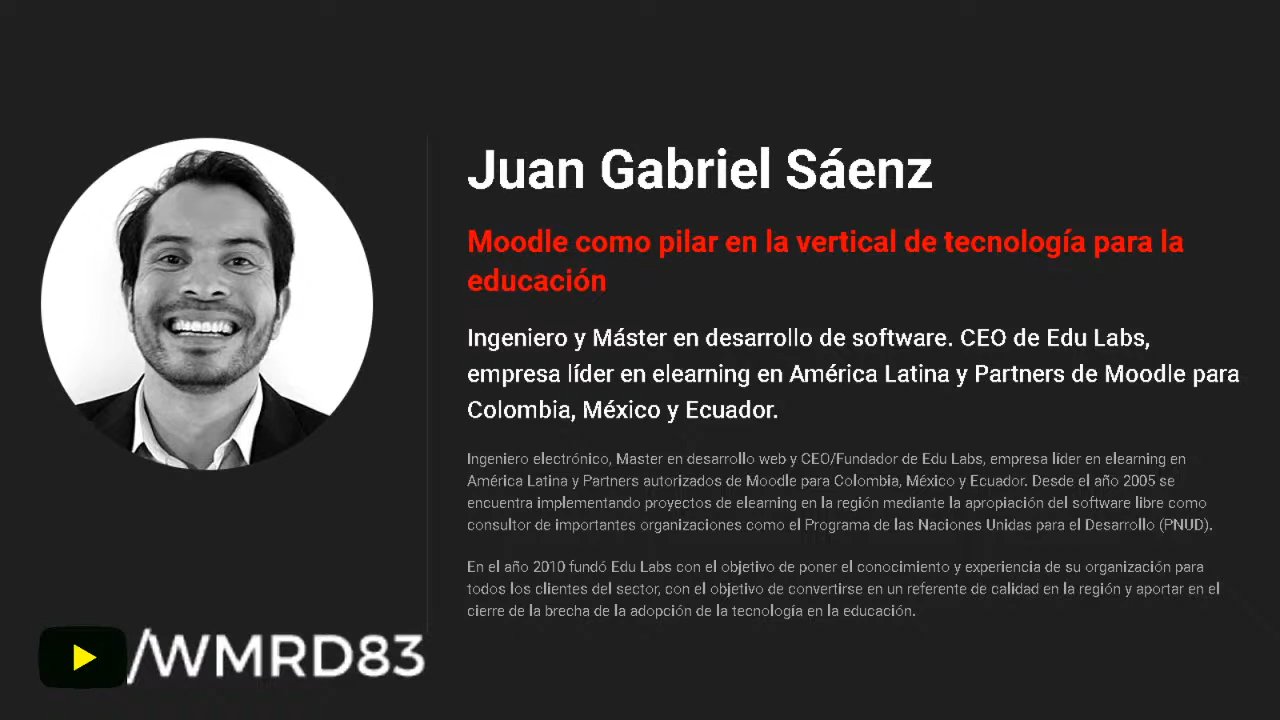 Juan Gabriel Sáenz
Moodle como pilar en la vertical de tecnología para la
educación
Ingeniero y Máster en desarrollo de software. CEO de Edu Labs,
empresa líder en elearning en América Latina y Partners de Moodle para
Colombia, México y Ecuador.
Ingeniero electrónico, Master en desarrollo web y CEO/Fundador de Edu Labs, empresa líder en elearning en
América Latina y Partners autorizados de Moodle para Colombia, México y Ecuador. Desde el año 2005 se
encuentra implementando proyectos de elearning en la región mediante la apropiación del software libre como
consultor de importantes organizaciones como el Programa de las Naciones Unidas para el Desarrollo (PNUD).
En el año 2010 fundó Edu Labs con el objetivo de poner el conocimiento y experiencia de su organización para
todos los clientes del sector, con el objetivo de convertirse en un referente de calidad en la región y aportar en el
cierre de la brecha de la adopción de la tecnología en la educación.
/WMRD83